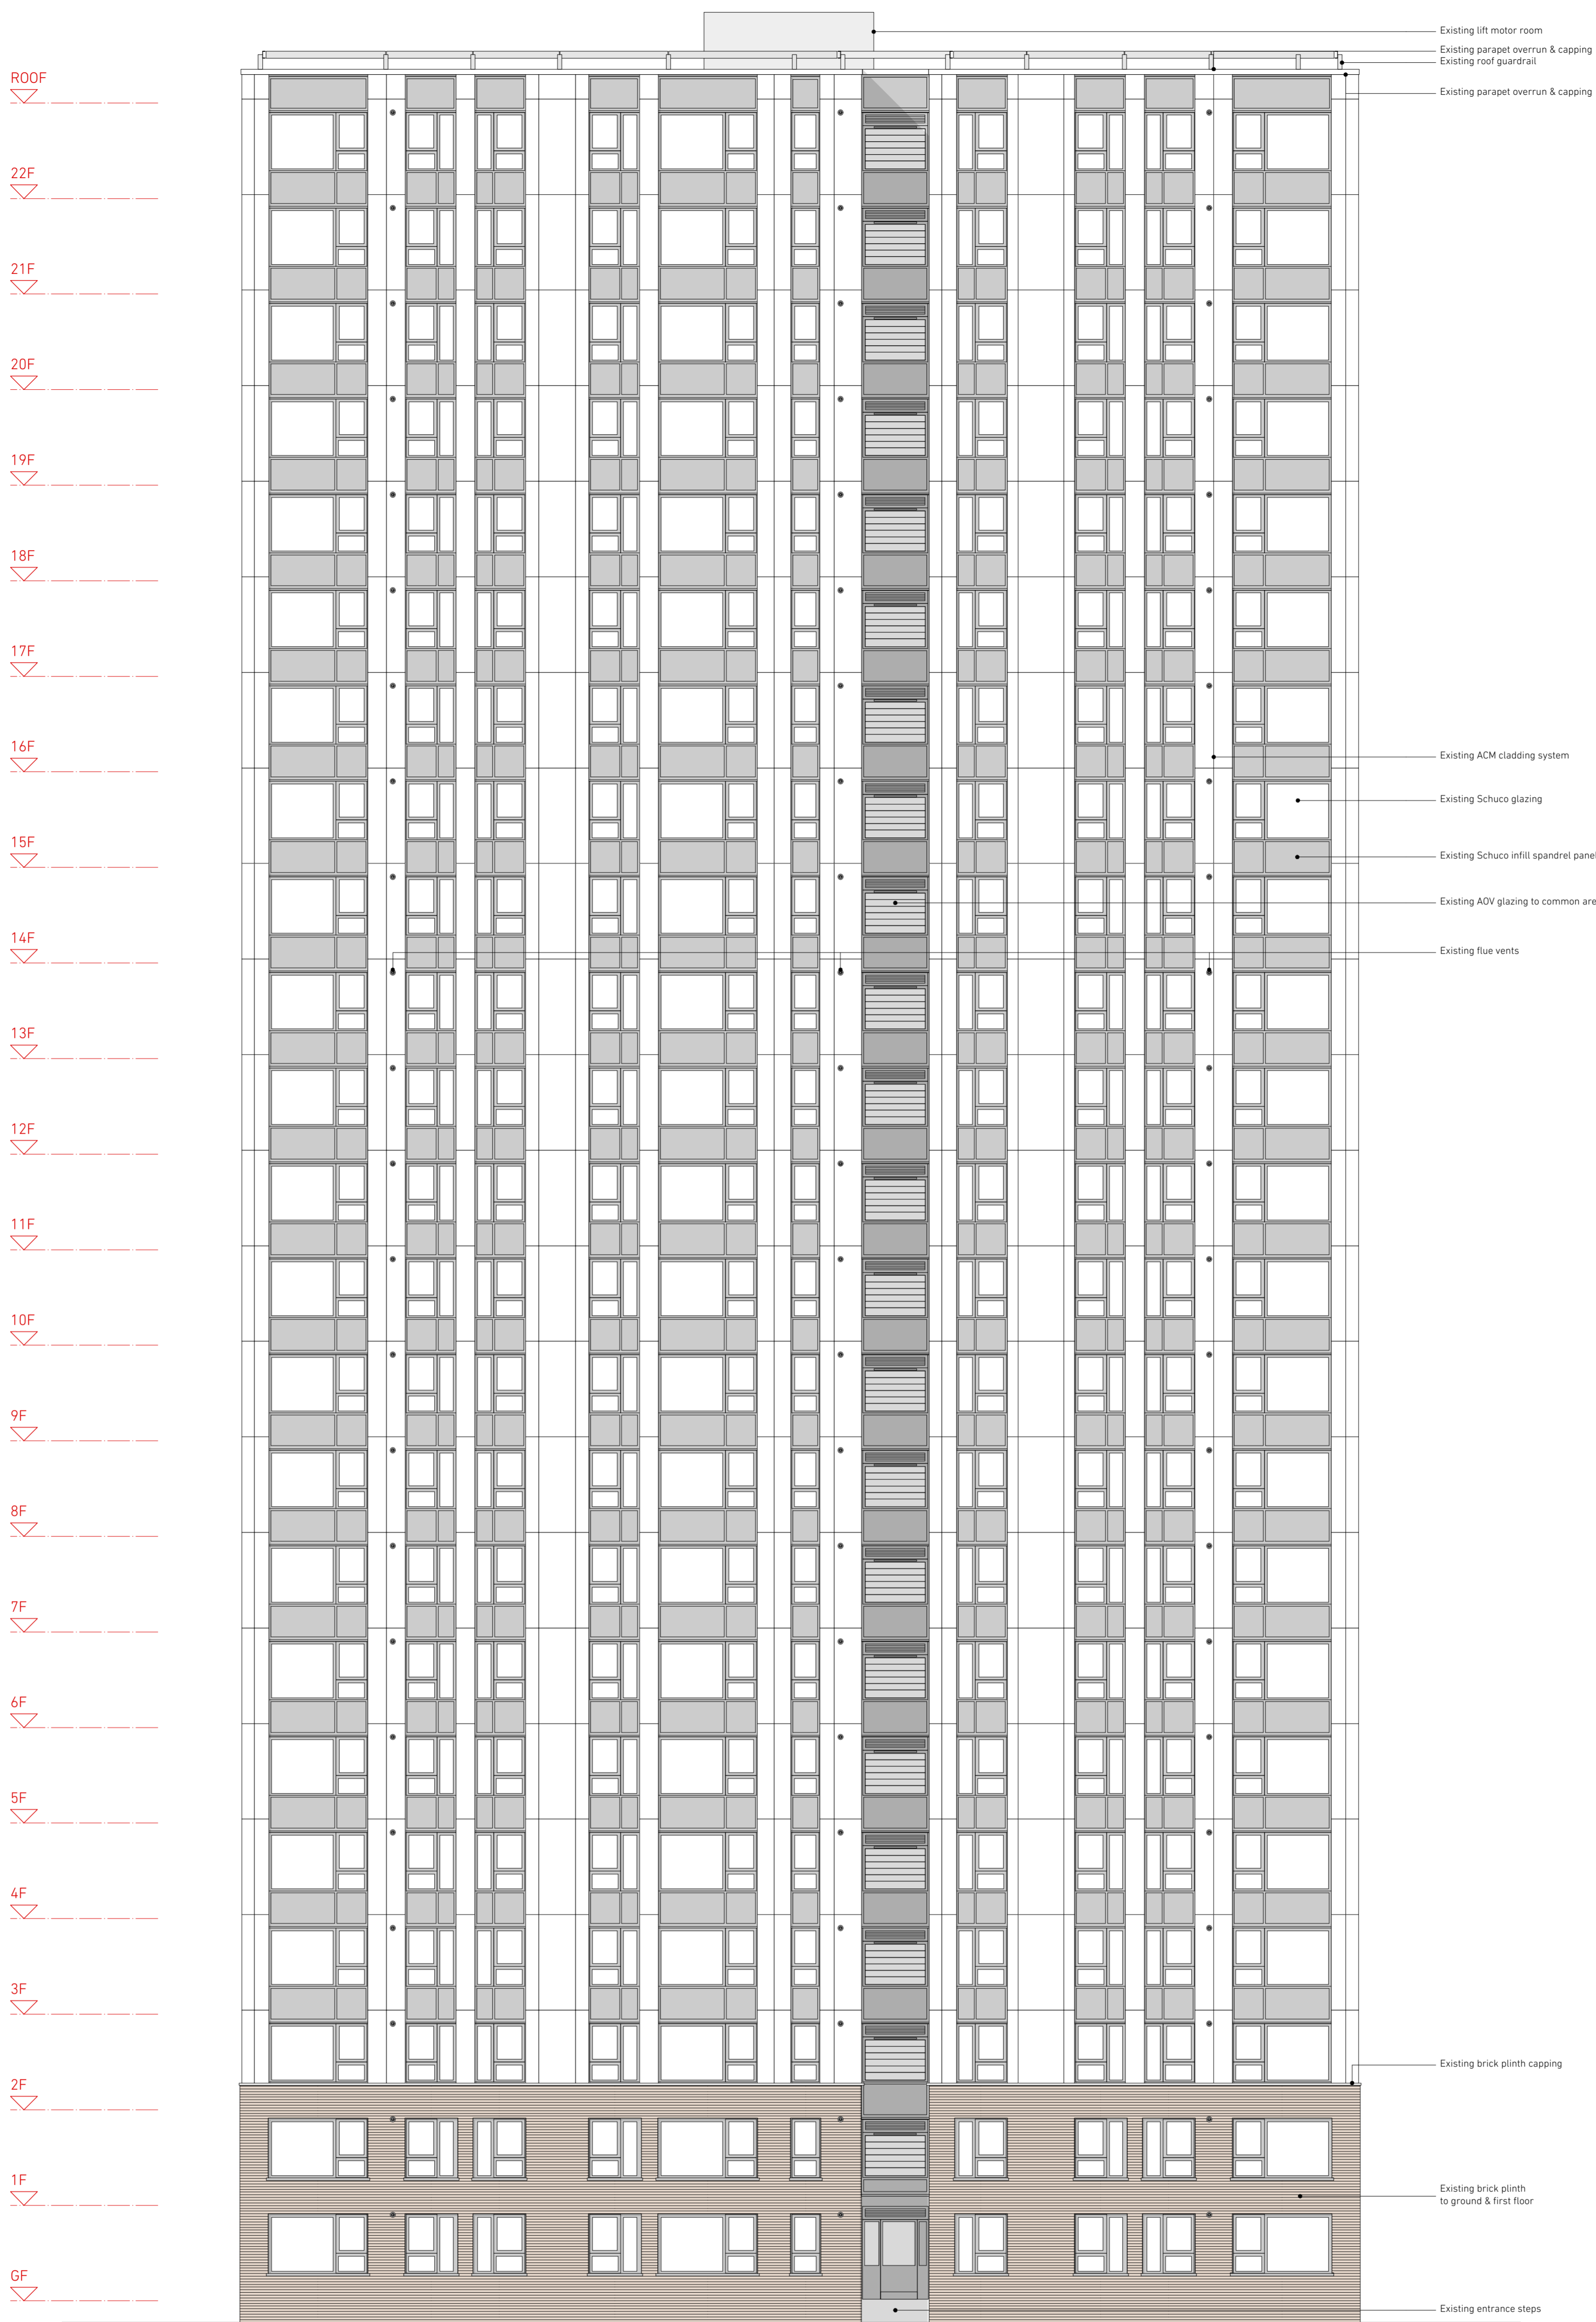 Existing lift motor room
Existing parapet overrun & capping
Existing roof guardrail
ROOF
Existing parapet overrun & capping
22F
21F
20F
19F
18F
17F
16F
Existing ACM cladding system
Existing Schuco glazing
15F
Existing Schuco infill spandrel panel
Existing AOV glazing to common are
14F
Existing flue vents
13F
12F
11F
10F
9F
8F
7F
6F
5F
4F
3F
Existing brick plinth capping
2F
1F
Existing brick plinth
to ground & first floor
GF
Existing entrance steps